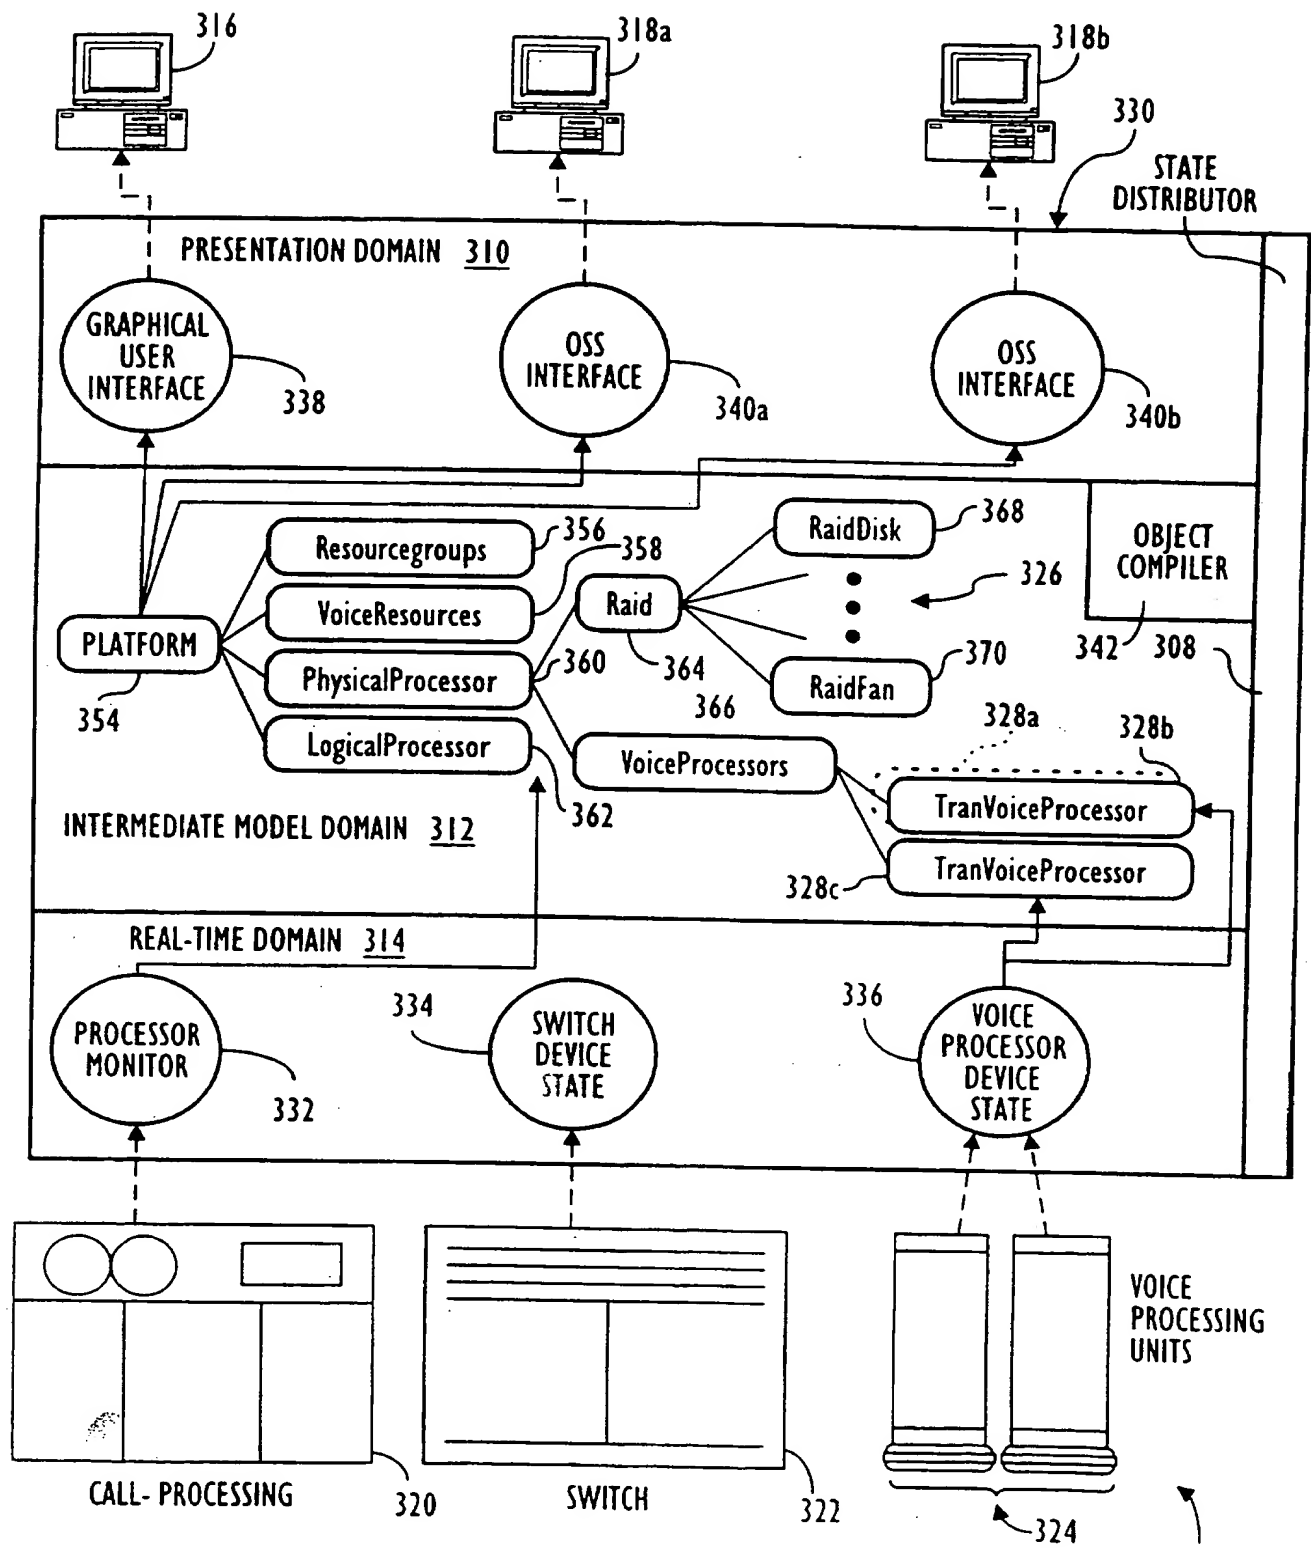 316
318a
318b
330
STATE
DISTRIBUTOR
PRESENTATION DOMAIN 310
GRAPHICAL
USER
INTERFACE
338
OSS
INTERFACE
340a
OSS
INTERFACE
340b
Resourcegroups
356
358
VoiceResources
PLATFORM
354
PhysicalProcessor
360
LogicalProcessor
362
Raid
364
366
RaidDisk
368
326
RaidFan
370
OBJECT
COMPILER
342
308
VoiceProcessors
328a
328b
TranVoiceProcessor
TranVoiceProcessor
328c
INTERMEDIATE MODEL DOMAIN 312
REAL-TIME DOMAIN 314
PROCESSOR
MONITOR
332
334
SWITCH
DEVICE
STATE
336
VOICE
PROCESSOR
DEVICE
STATE
VOICE
PROCESSING
UNITS
CALL- PROCESSING
320
SWITCH
322
324